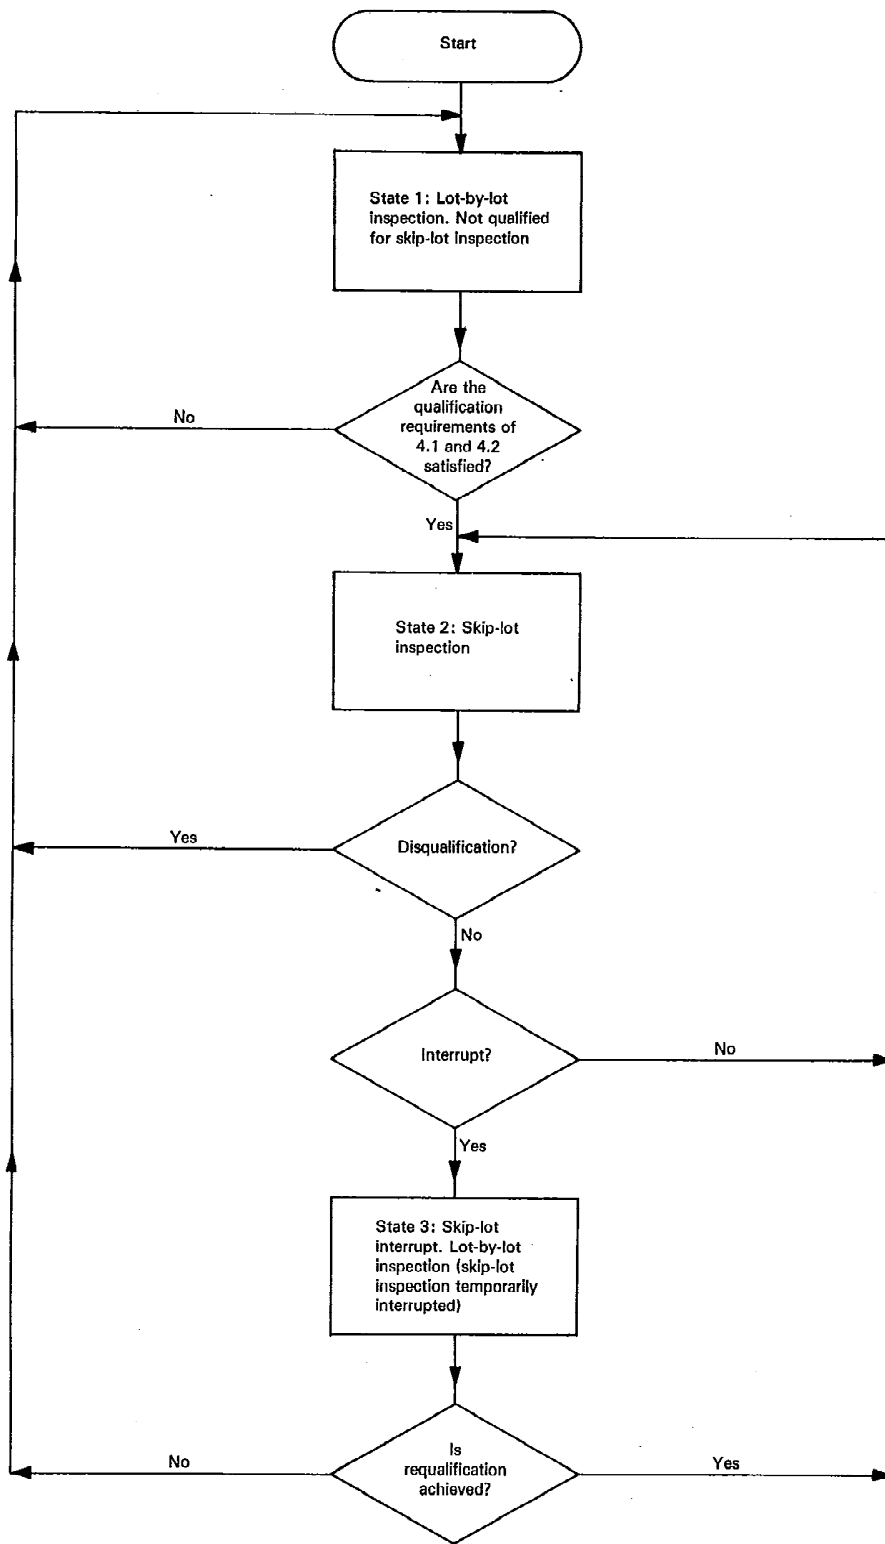 Start
State 1: Lot-by-lot
inspection. Not qualified
for skip-lot inspection
Are the
qualification
requirements of
4.1 and 4.2
satisfied?
No
Yes
State 2: Skip-lot
inspection
Disqualification?
Yes
No
Interrupt?
No
Yes
State 3: Skip-lot
interrupt. Lot-by-lot
inspection (skip-lot
inspection temporarily
interrupted)
Is
requalification
achieved?
No
Yes